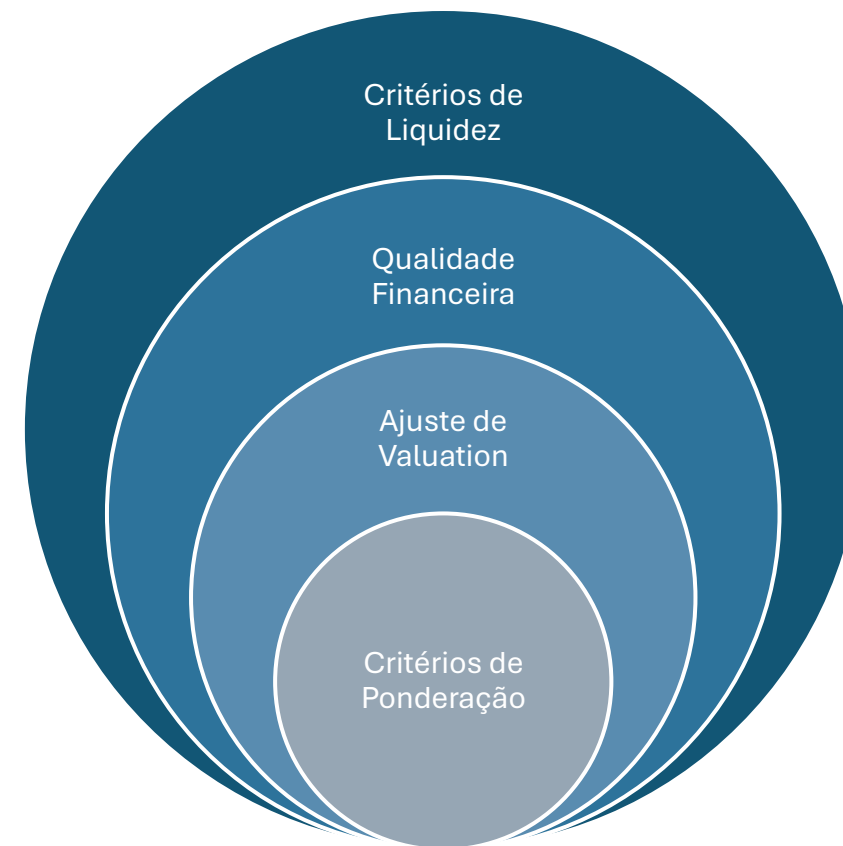 Critérios de
Liquidez
Qualidade
Financeira
Ajuste de
Valuation
Critérios de
Ponderação